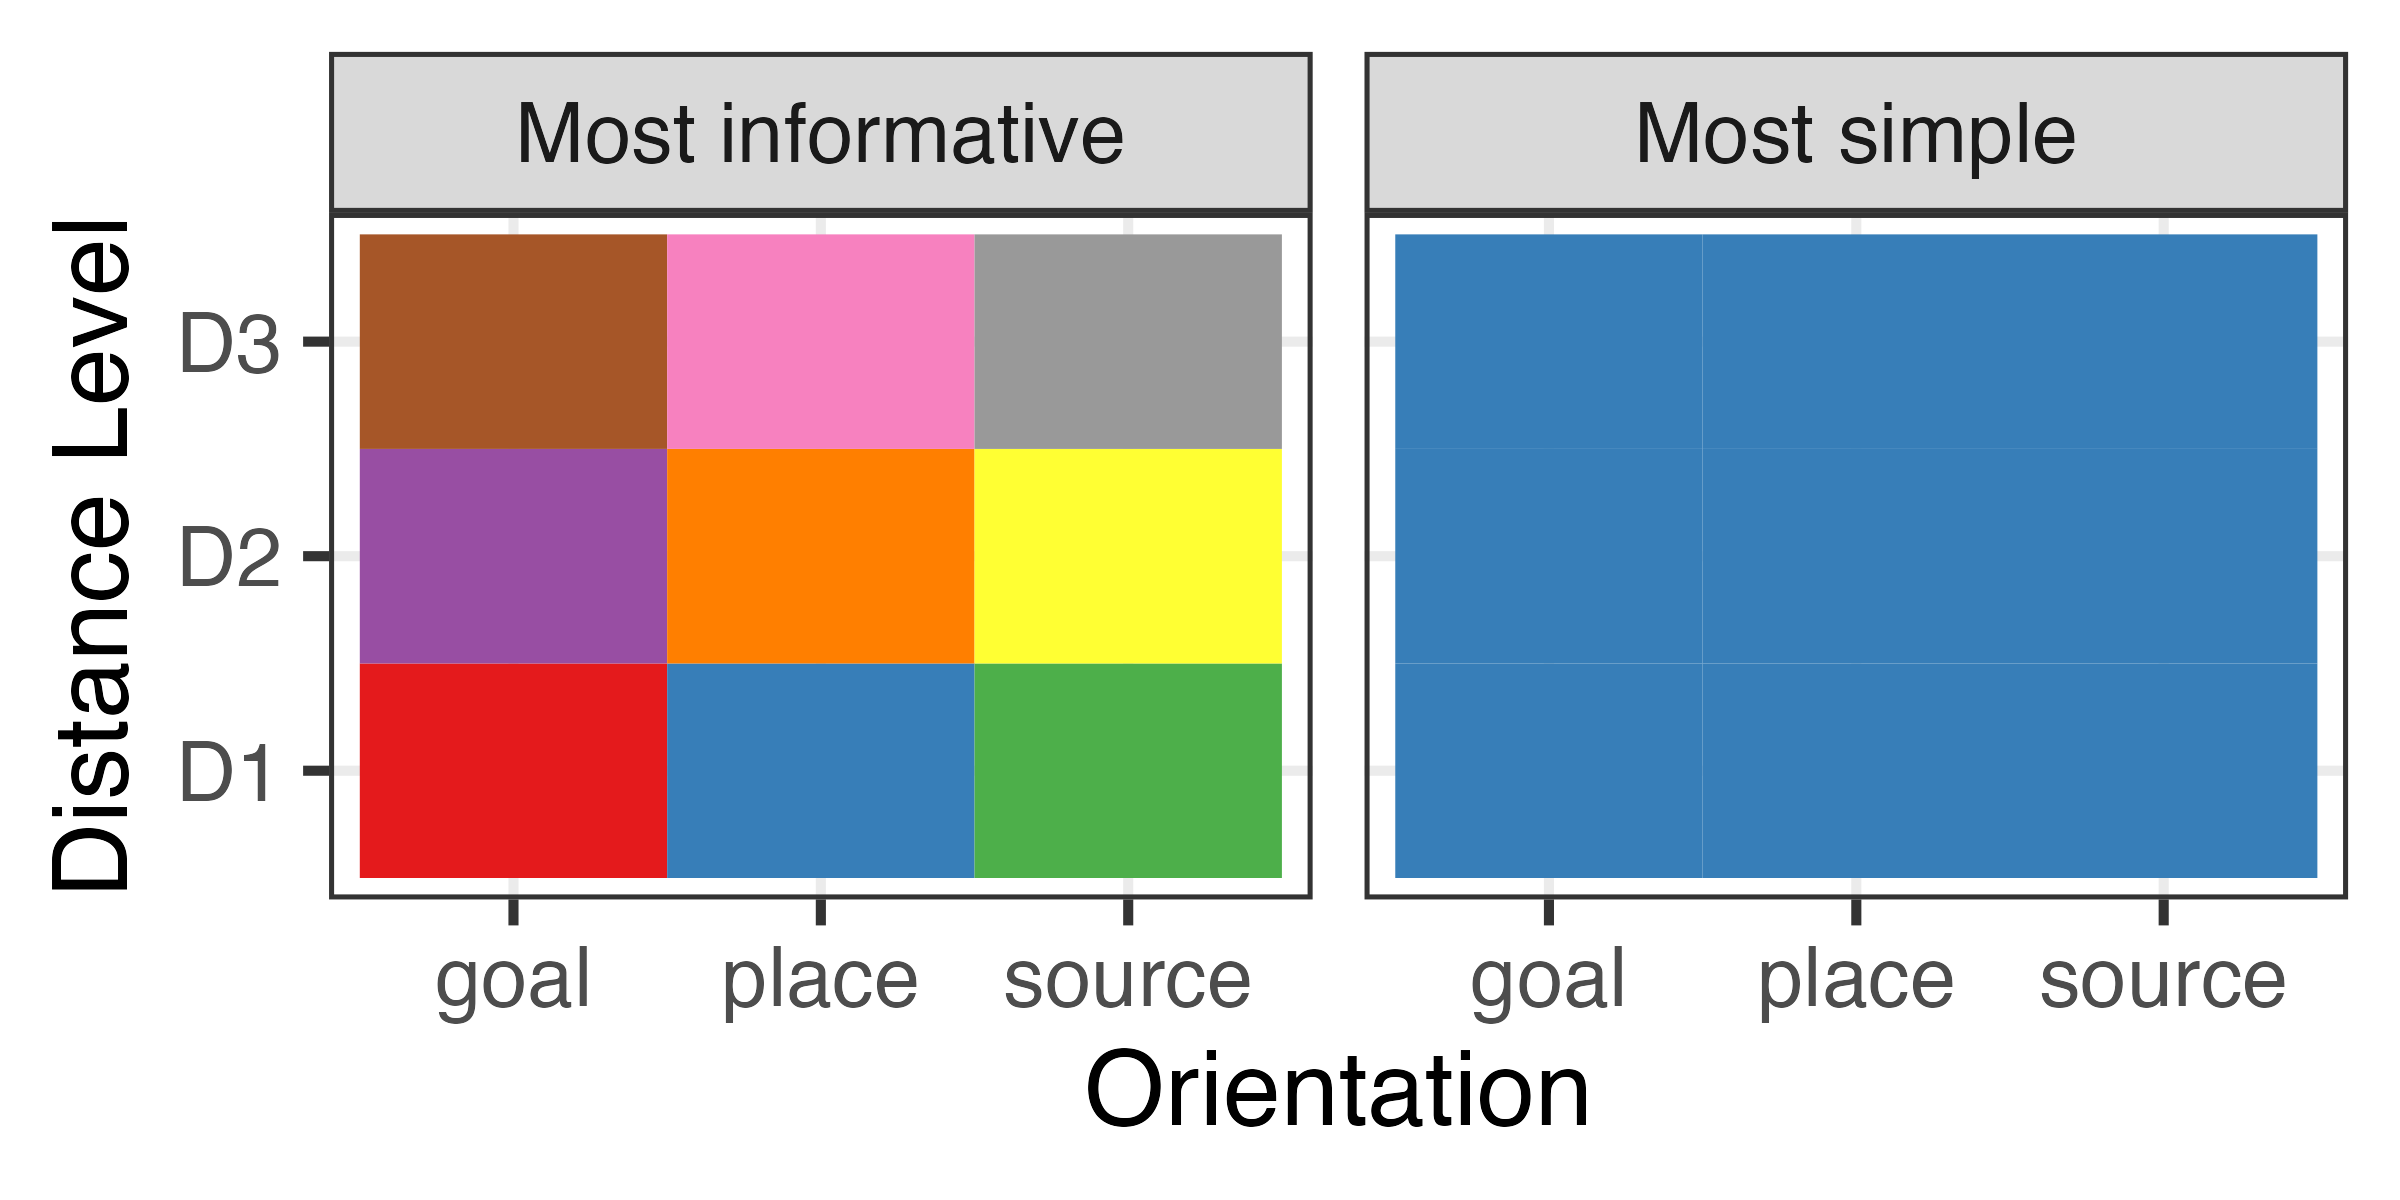 Most informative
Most simple
Distance Level
D3
D2
D1
goal place source
goal place source
Orientation